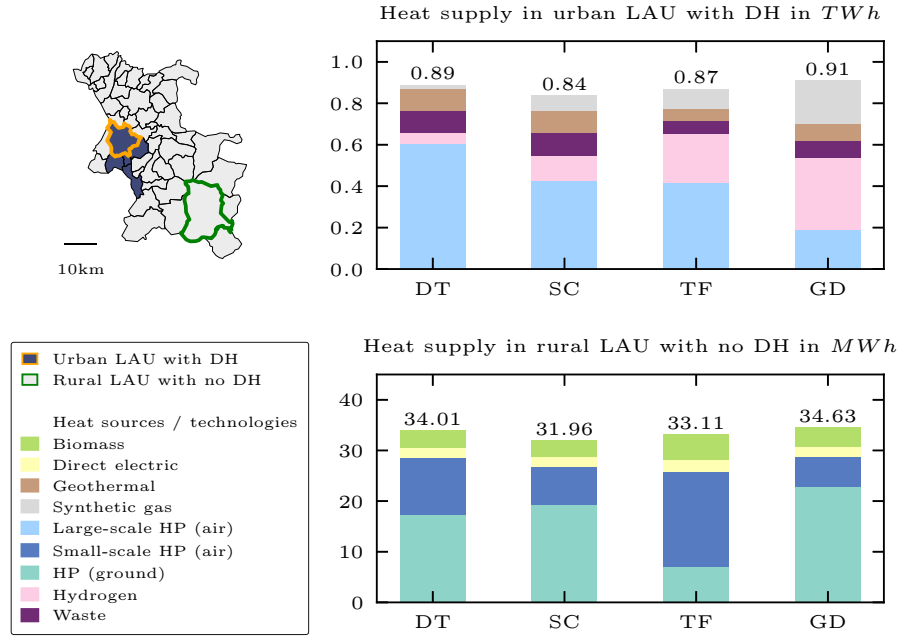 Heat supply in urban LAU with DH in TWh
1.0
0.8
0.6
0.4
0.2
0.0
0.89
0.84
0.87
0.91
DT
SC
TF
GD
10km
Urban LAU with DH
Rural LAU with no DH
Heat sources / technologies
Biomass
Direct electric
Geothermal
Synthetic gas
Large-scale HP (air)
Small-scale HP (air)
HP (ground)
Hydrogen
Waste
Heat supply in rural LAU with no DH in MWh
40
30
20
10
0
34.01
31.96
33.11
34.63
DT
SC
TF
GD